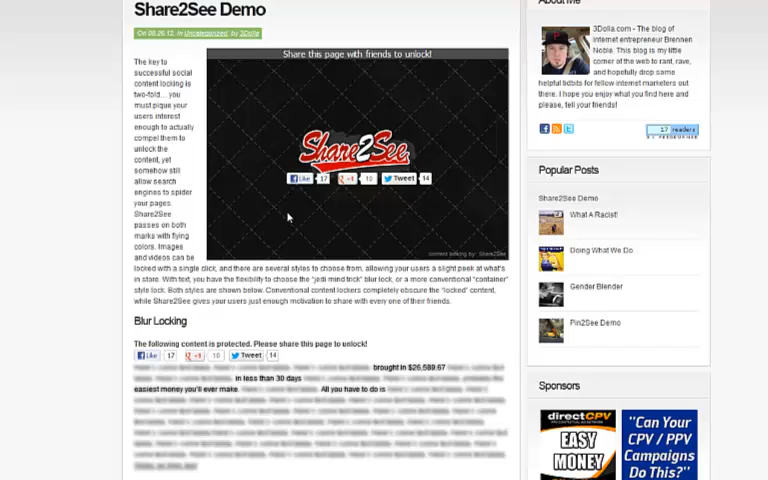 Share2See Demo
On 08.26.12, in Uncategorized, by 3Dolla
The key to
successful social
content locking is
two-fold... you
must pique your
users interest
enough to actually
compel them to
unlock the
content, yet
somehow still
allow search
engines to spider
your pages.
Share2See
passes on both
marks with flying
colors. Images
and videos can be
locked with a single click, and there are several styles to choose from, allowing your users a slight peek at what's
in store. With text, you have the flexibility to choose the "jedi mind trick" blur lock, or a more conventional "container"
style lock. Both styles are shown below. Conventional content lockers completely obscure the "locked" content,
while Share2See gives your users just enough motivation to share with every one of their friends.
Share this page with friends to unlock!
Share2See
Like 17 +1 10 Tweet 14
content locking by: Share2See
Blur Locking
The following content is protected. Please share this page to unlock!
Like 17 +1 10 Tweet 14
brought in $26,589.67
in less than 30 days
easiest money you'll ever make. All you have to do is
About Me
3Dolla.com - The blog of
internet entrepreneur Brennen
Noble. This blog is my little
corner of the web to rant, rave,
and hopefully drop some
helpful tidbits for fellow internet marketers out
there. I hope you enjoy what you find here and
please, tell your friends!
17 readers
Popular Posts
Share2See Demo
What A Racist!
Doing What We Do
Gender Blender
Pin2See Demo
Sponsors
directCPV
EASY
MONEY
"Can Your
CPV / PPV
Campaigns
Do This?"